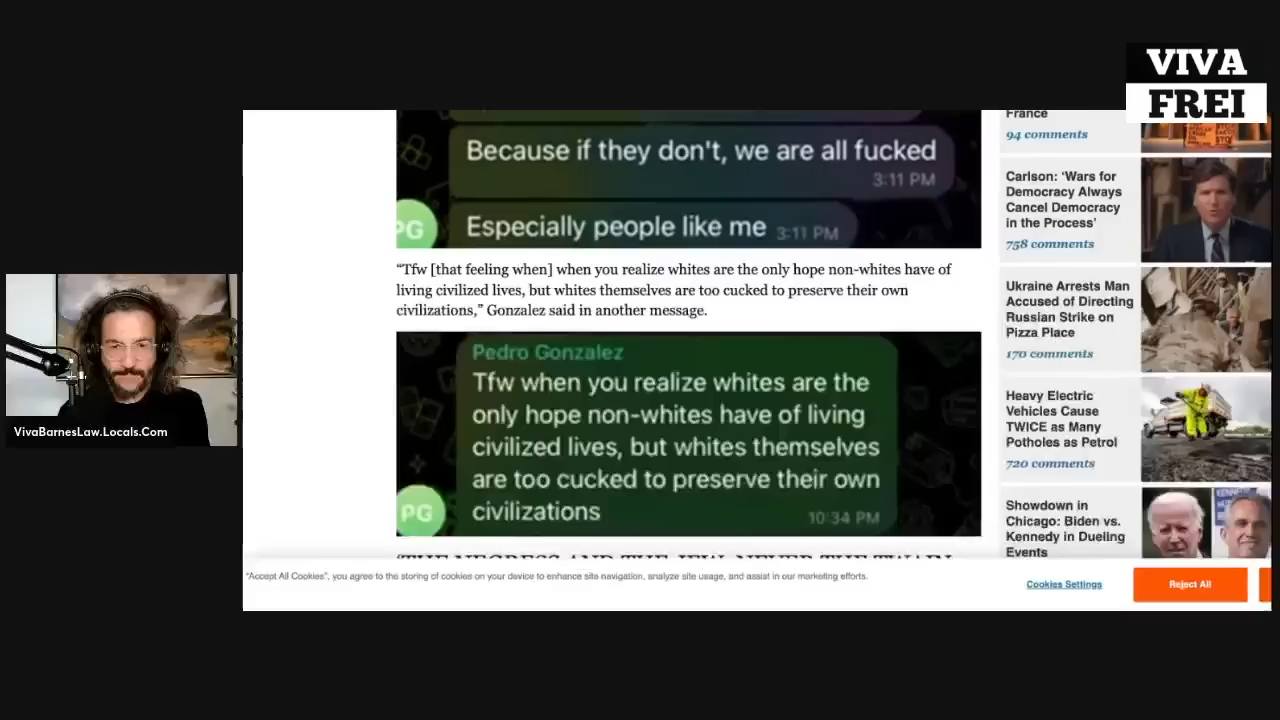 VIVA
FREI
Because if they don't, we are all fucked
3:11 PM
PG
Especially people like me 3:11 PM
“Tfw [that feeling when] when you realize whites are the only hope non-whites have of
living civilized lives, but whites themselves are too cucked to preserve their own
civilizations,” Gonzalez said in another message.
Pedro Gonzalez
Tfw when you realize whites are the
only hope non-whites have of living
civilized lives, but whites themselves
are too cucked to preserve their own
civilizations
10:34 PM
PG
France
94 comments
Carlson: ‘Wars for
Democracy Always
Cancel Democracy
in the Process’
758 comments
Ukraine Arrests Man
Accused of Directing
Russian Strike on
Pizza Place
170 comments
Heavy Electric
Vehicles Cause
TWICE as Many
Potholes as Petrol
720 comments
Showdown in
Chicago: Biden vs.
Kennedy in Dueling
Events
VivaBarnesLaw.Locals.Com
"Accept All Cookies", you agree to the storing of cookies on your device to enhance site navigation, analyze site usage, and assist in our marketing efforts.
Cookies Settings
Reject All